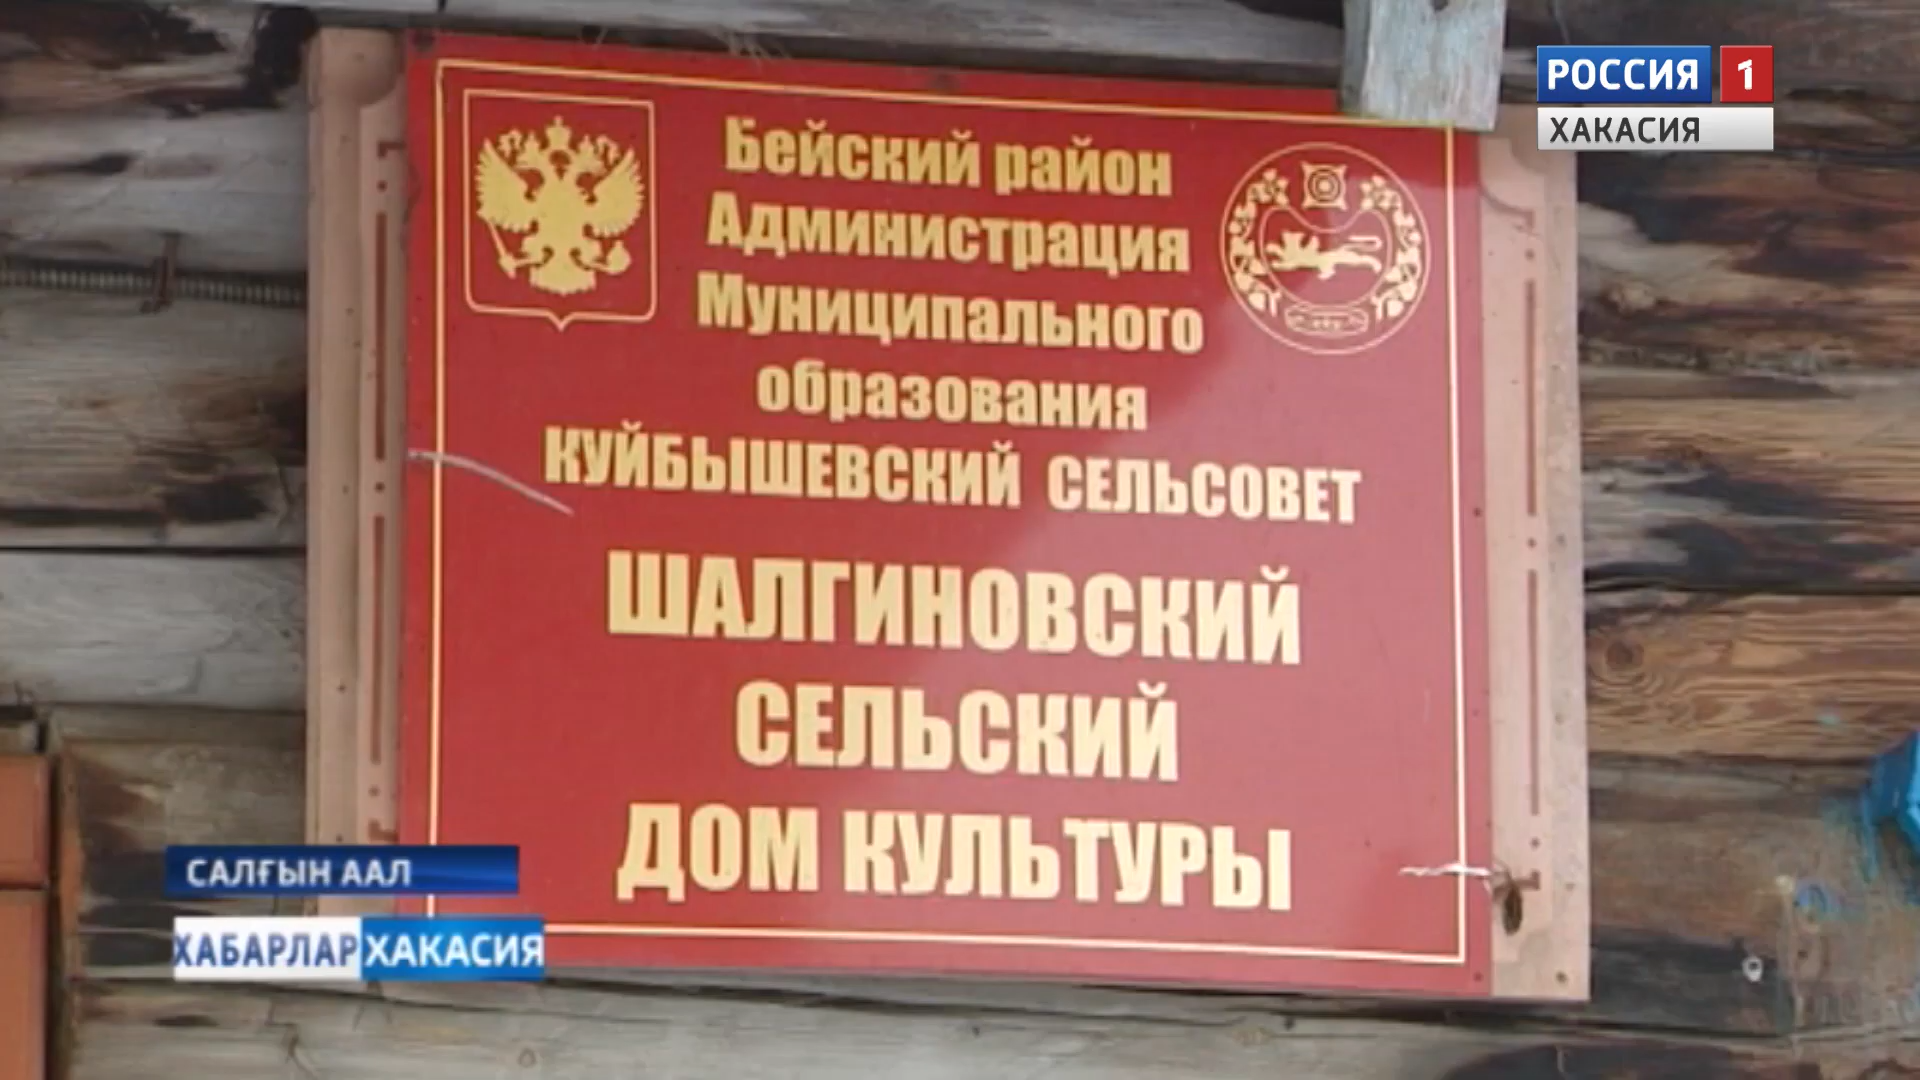 РОССИЯ 1
ХАКАСИЯ
Бейский район
Администрация
Муниципального
образования
КУЙБЫШЕВСКИЙ СЕЛЬСОВЕТ
ШАЛГИНОВСКИЙ
СЕЛЬСКИЙ
ДОМ КУЛЬТУРЫ
САЛҒЫН ААЛ
ХАБАРЛАР ХАКАСИЯ